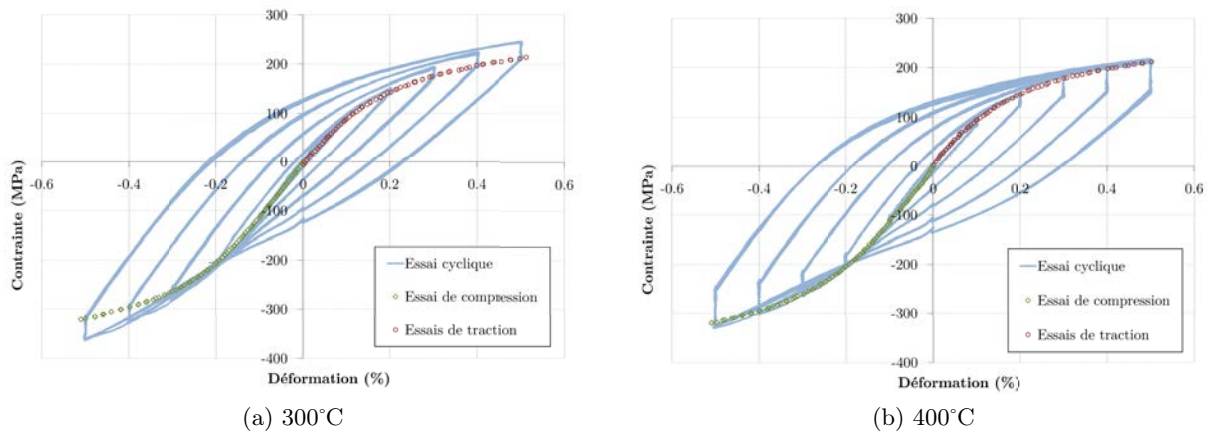 300
200
100
0
-100
-200
-300
-400
-0.6 -0.4 -0.2 0 0.2 0.4 0.6
Contrainte (MPa)
Déformation (%)
Essai cyclique
Essai de compression
Essais de traction
(a) 300°C
300
200
100
0
-100
-200
-300
-400
-0.6 -0.4 -0.2 0 0.2 0.4 0.6
Contrainte (MPa)
Déformation (%)
Essai cyclique
Essai de compression
Essais de traction
(b) 400°C